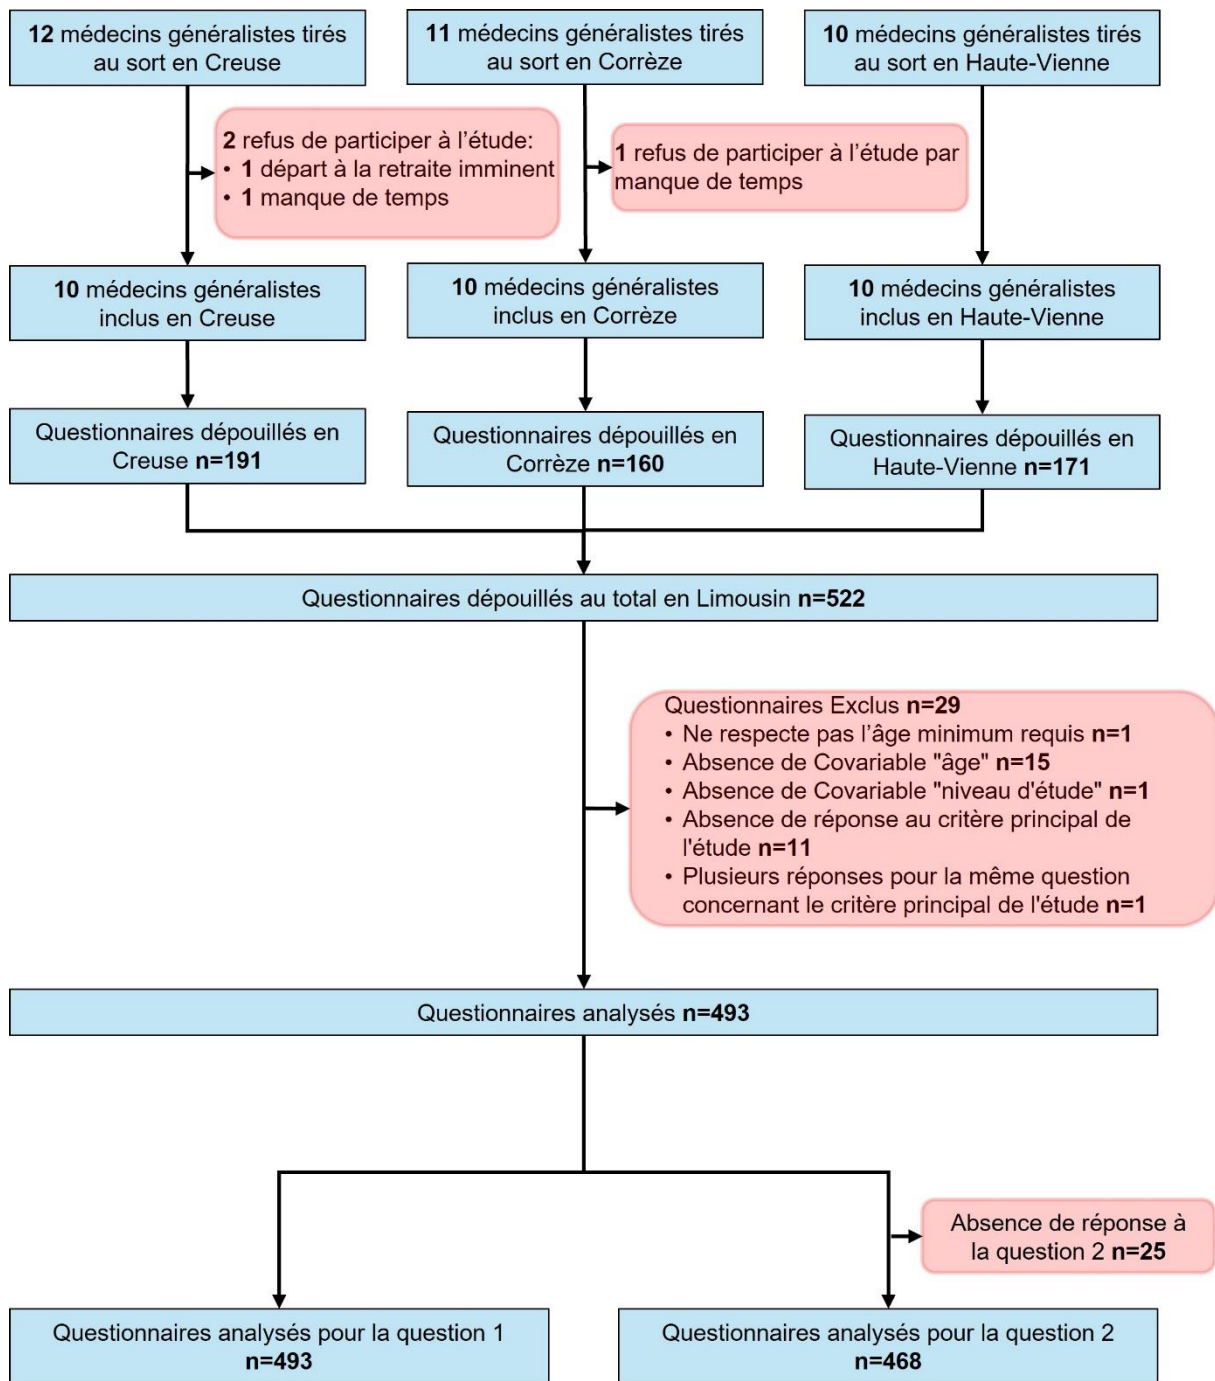 12 médecins généralistes tirés
au sort en Creuse
11 médecins généralistes tirés
au sort en Corrèze
10 médecins généralistes tirés
au sort en Haute-Vienne
2 refus de participer à l’étude:
• 1 départ à la retraite imminent
• 1 manque de temps
1 refus de participer à l’étude par
manque de temps
10 médecins généralistes
inclus en Creuse
10 médecins généralistes
inclus en Corrèze
10 médecins généralistes
inclus en Haute-Vienne
Questionnaires dépouillés en
Creuse n=191
Questionnaires dépouillés en
Corrèze n=160
Questionnaires dépouillés en
Haute-Vienne n=171
Questionnaires dépouillés au total en Limousin n=522
Questionnaires Exclus n=29
• Ne respecte pas l’âge minimum requis n=1
• Absence de Covariable "âge" n=15
• Absence de Covariable "niveau d'étude" n=1
• Absence de réponse au critère principal de
l'étude n=11
• Plusieurs réponses pour la même question
concernant le critère principal de l'étude n=1
Questionnaires analysés n=493
Absence de réponse à
la question 2 n=25
Questionnaires analysés pour la question 1
n=493
Questionnaires analysés pour la question 2
n=468